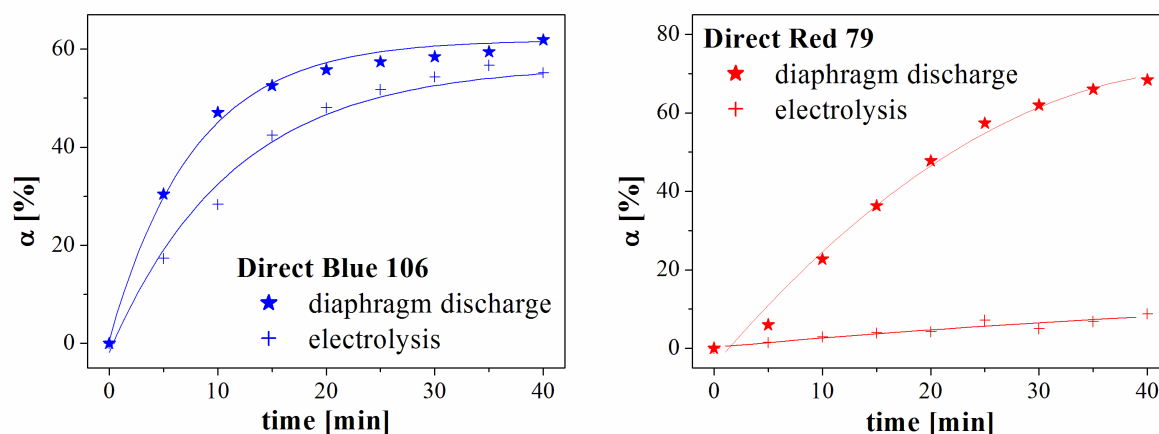 60
40
20
0
α [%]
Direct Blue 106
diaphragm discharge
electrolysis
0 10 20 30 40
time [min]
80
60
40
20
0
α [%]
Direct Red 79
diaphragm discharge
electrolysis
0 10 20 30 40
time [min]